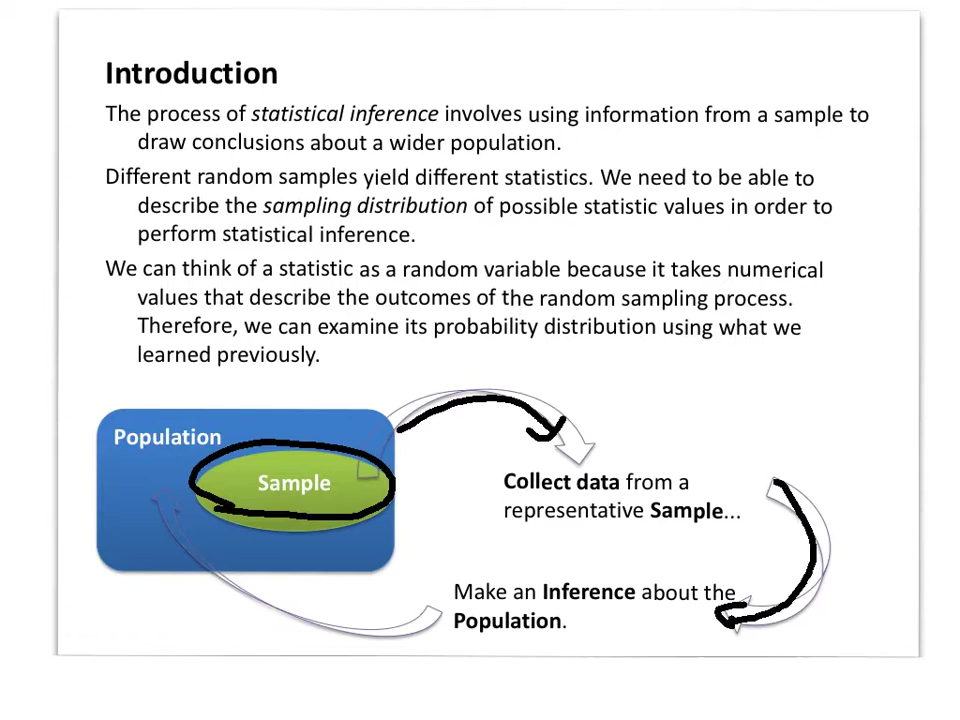 Introduction
The process of statistical inference involves using information from a sample to
draw conclusions about a wider population.
Different random samples yield different statistics. We need to be able to
describe the sampling distribution of possible statistic values in order to
perform statistical inference.
We can think of a statistic as a random variable because it takes numerical
values that describe the outcomes of the random sampling process.
Therefore, we can examine its probability distribution using what we
learned previously.
Population
Sample
Collect data from a
representative Sample...
Make an Inference about the
Population.